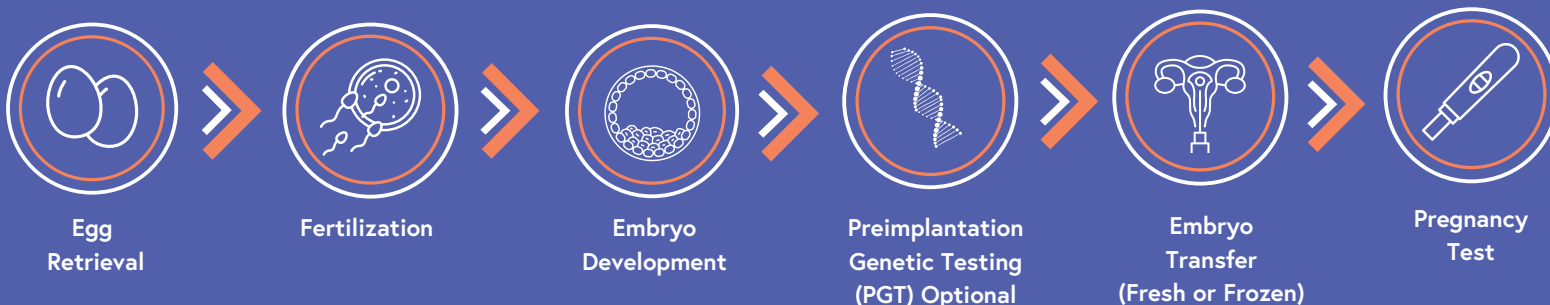 Egg
Retrieval
Fertilization
Embryo
Development
Preimplantation
Genetic Testing
(PGT) Optional
Embryo
Transfer
(Fresh or Frozen)
Pregnancy
Test